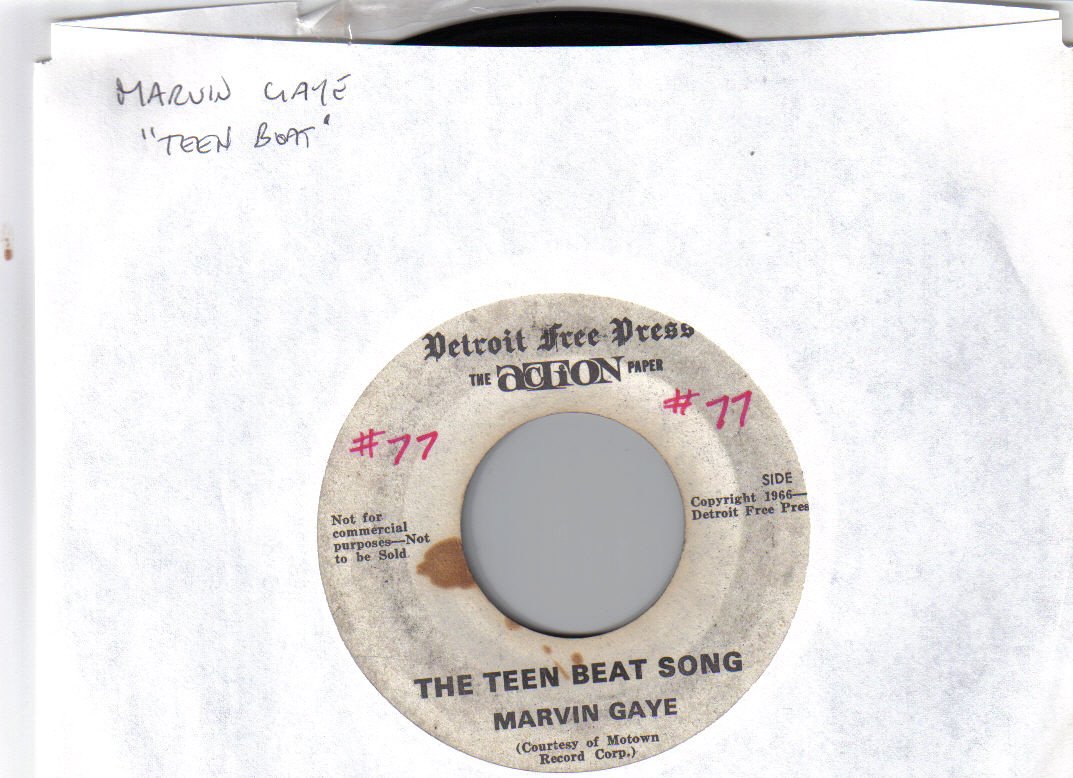 MARVIN GAYE
"TEEN BEAT"
Detroit Free Press
THE action PAPER
#77
#77
SIDE
Copyright 1966—
Detroit Free Pres
Not for
commercial
purposes—Not
to be Sold
THE TEEN BEAT SONG
MARVIN GAYE
(Courtesy of Motown
Record Corp.)